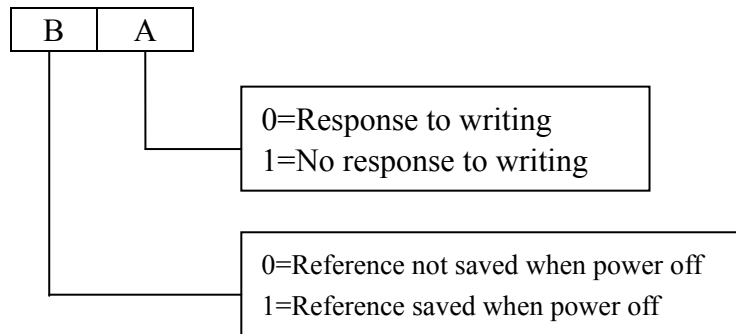 B A
0=Response to writing
1=No response to writing
0=Reference not saved when power off
1=Reference saved when power off